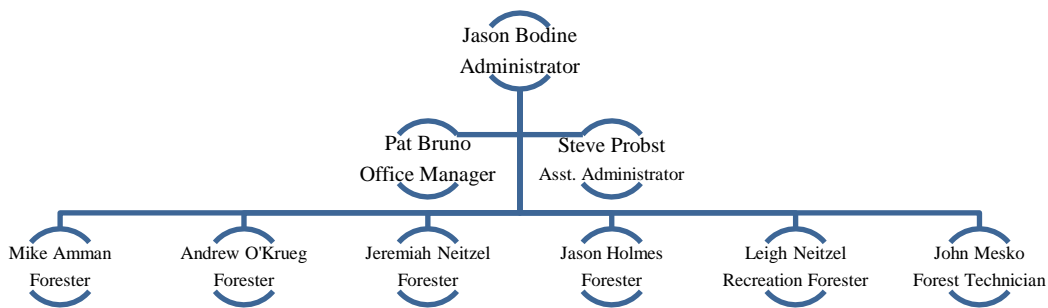 Jason Bodine
Administrator
Pat Bruno
Office Manager
Steve Probst
Asst. Administrator
Mike Amman
Forester
Andrew O'Krueg
Forester
Jeremiah Neitzel
Forester
Jason Holmes
Forester
Leigh Neitzel
Recreation Forester
John Mesko
Forest Technician